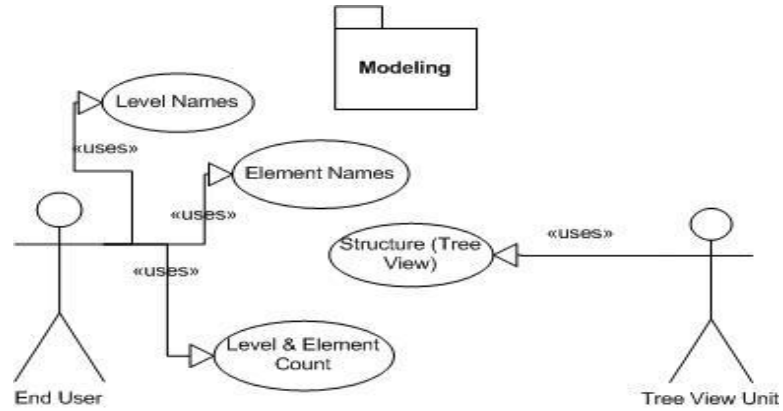 Modeling
Level Names
«uses»
Element Names
«uses»
Structure (Tree
View)
«uses»
«uses»
Level & Element
Count
End User
Tree View Unit